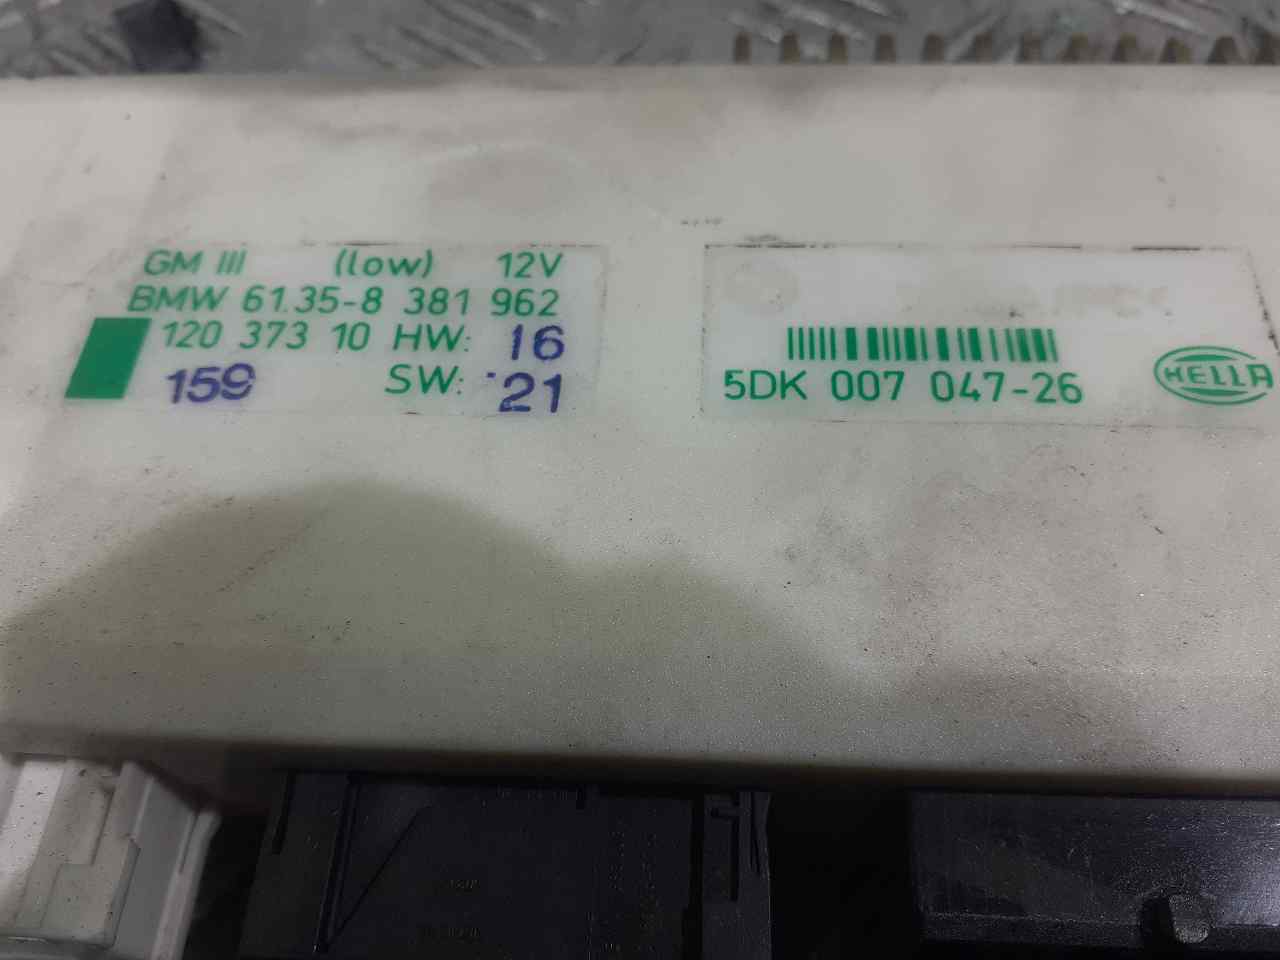 GM III (low) 12V
BMW 61.35-8 381 962
120 373 10 HW: 16
159 SW: 21
5DK 007 047-26
HELLA